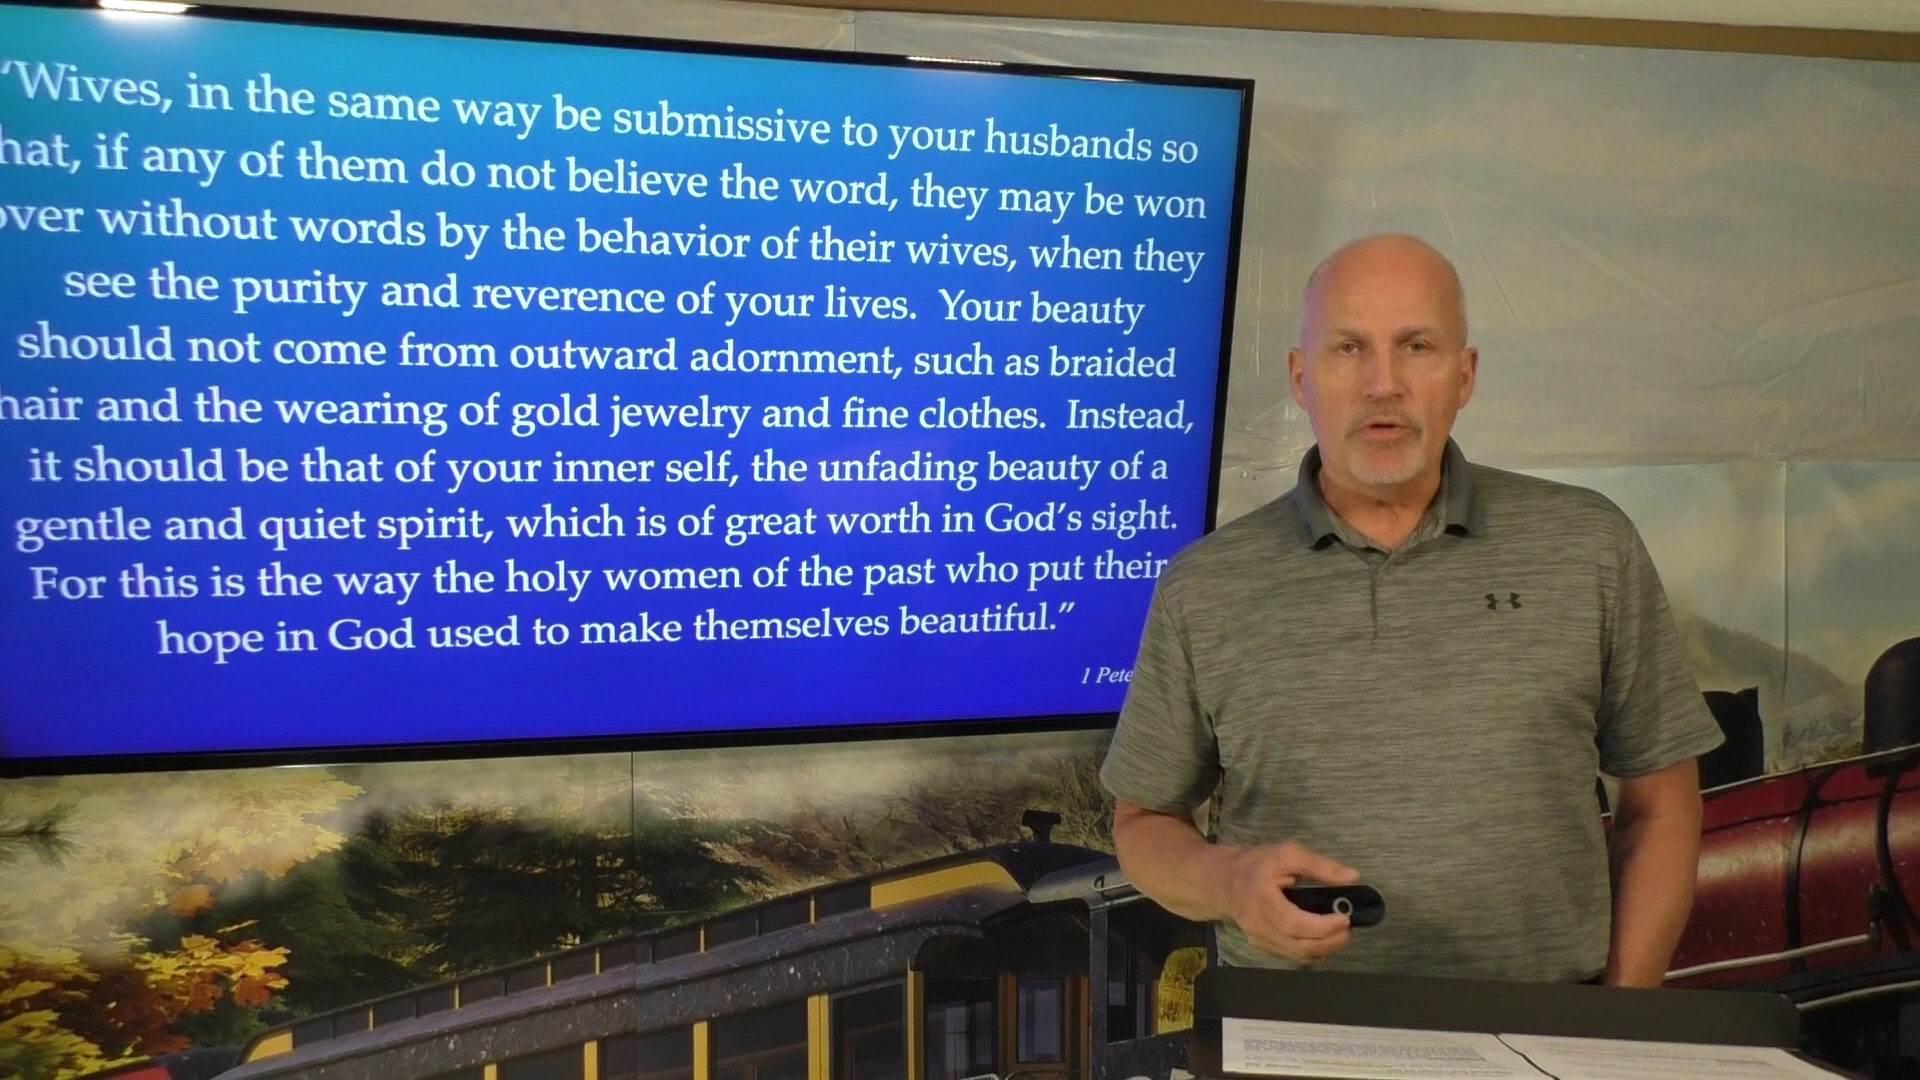 “Wives, in the same way be submissive to your husbands so
hat, if any of them do not believe the word, they may be won
over without words by the behavior of their wives, when they
see the purity and reverence of your lives. Your beauty
should not come from outward adornment, such as braided
hair and the wearing of gold jewelry and fine clothes. Instead,
it should be that of your inner self, the unfading beauty of a
gentle and quiet spirit, which is of great worth in God's sight.
For this is the way the holy women of the past who put their
hope in God used to make themselves beautiful.”
1 Pete